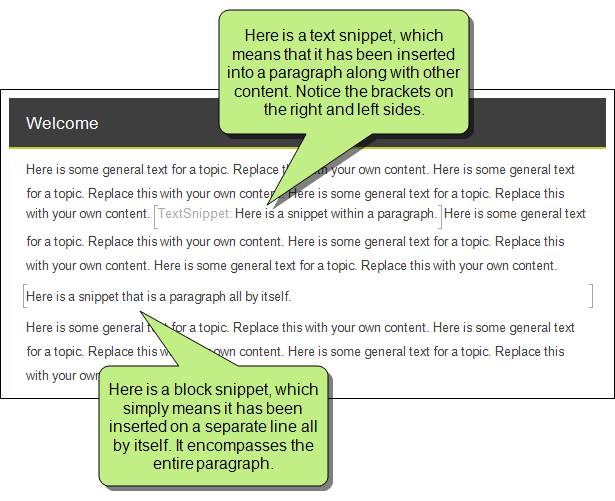 Here is a text snippet, which
means that it has been inserted
into a paragraph along with other
content. Notice the brackets on
the right and left sides.
Welcome
Here is some general text for a topic. Replace with your own content. Here is some general text
for a topic. Replace this with your own Here is some general text for a topic. Replace this
with your own content. [TextSnippet: Here is a snippet within a paragraph.] Here is some general text
for a topic. Replace this with your own content. Here is some general text for a topic. Replace this
with your own content. Here is some general text for a topic. Replace this with your own content.
[Here is a snippet that is a paragraph all by itself.]
Here is some general for a topic. Replace this with your own content. Here is some general text
for a topic. Replace this your own content. Here is some general text for a topic. Replace this
with your
Here is a block snippet, which
simply means it has been
inserted on a separate line all
by itself. It encompasses the
entire paragraph.